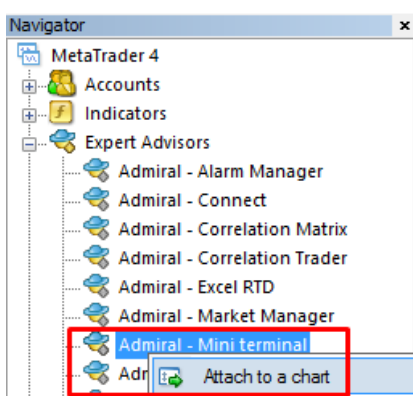 Navigator
MetaTrader 4
Accounts
Indicators
Expert Advisors
Admiral - Alarm Manager
Admiral - Connect
Admiral - Correlation Matrix
Admiral - Correlation Trader
Admiral - Excel RTD
Admiral - Market Manager
Admiral - Mini terminal
Adr Attach to a chart